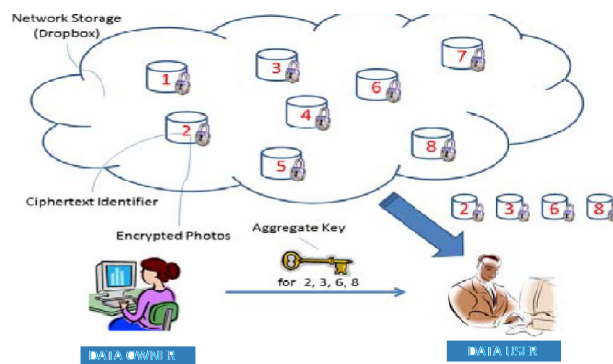 Network Storage
(Dropbox)
1
3
7
6
2
4
5
8
Ciphertext Identifier
Encrypted Photos
Aggregate Key
for 2, 3, 6, 8
2 3 6 8
DATA OWNER
DATA USER